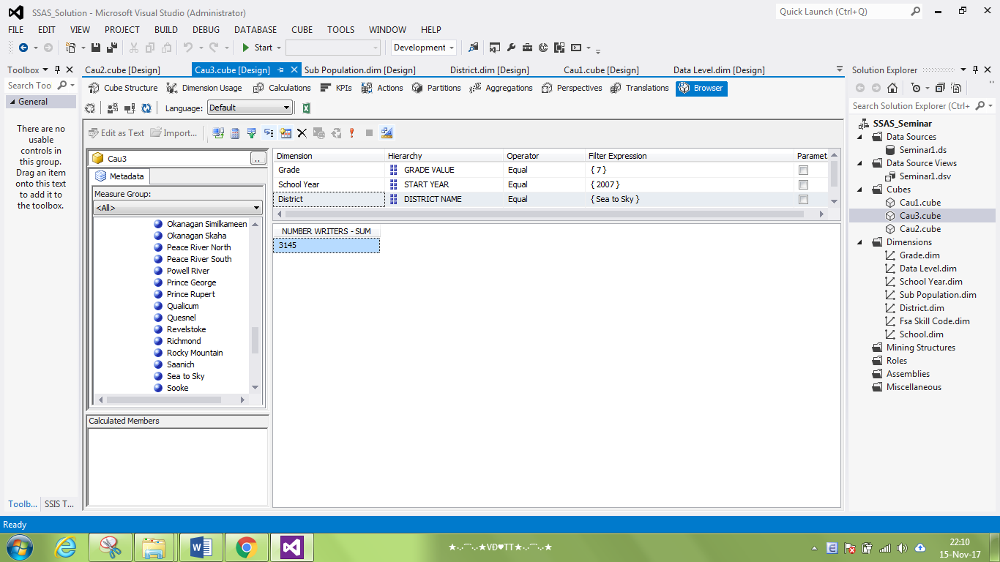 SSAS_Solution - Microsoft Visual Studio (Administrator)
Quick Launch (Ctrl+Q)
FILE EDIT VIEW PROJECT BUILD DEBUG DATABASE CUBE TOOLS WINDOW HELP
Start Development
Toolbox
Search Too
General
There are no
usable
controls in
this group.
Drag an item
onto this text
to add it to
the toolbox.
Toolb... SSIS T...
Cau2.cube [Design] Cau3.cube [Design] Sub Population.dim [Design] District.dim [Design] Cau1.cube [Design] Data Level.dim [Design]
Cube Structure Dimension Usage Calculations KPIs Actions Partitions Aggregations Perspectives Translations Browser
Language: Default
Edit as Text Import...
Cau3 ..
Metadata
Measure Group:
<All>
Okanagan Similkameen
Okanagan Skaha
Peace River North
Peace River South
Powell River
Prince George
Prince Rupert
Qualicum
Quesnel
Revelstoke
Richmond
Rocky Mountain
Saanich
Sea to Sky
Sooke
Calculated Members
Dimension Hierarchy Operator Filter Expression Paramet
Grade GRADE VALUE Equal { 7 }
School Year START YEAR Equal { 2007 }
District DISTRICT NAME Equal { Sea to Sky }
NUMBER WRITERS - SUM
3145
Solution Explorer
Search Solution Explorer (Ctrl+
SSAS_Seminar
Data Sources
Seminar1.ds
Data Source Views
Seminar1.dsv
Cubes
Cau1.cube
Cau3.cube
Cau2.cube
Dimensions
Grade.dim
Data Level.dim
School Year.dim
Sub Population.dim
District.dim
Fsa Skill Code.dim
School.dim
Mining Structures
Roles
Assemblies
Miscellaneous
Ready
★·.·´¯`·.·★VĐ♥TT★·.·´¯`·.·★
22:10
15-Nov-17